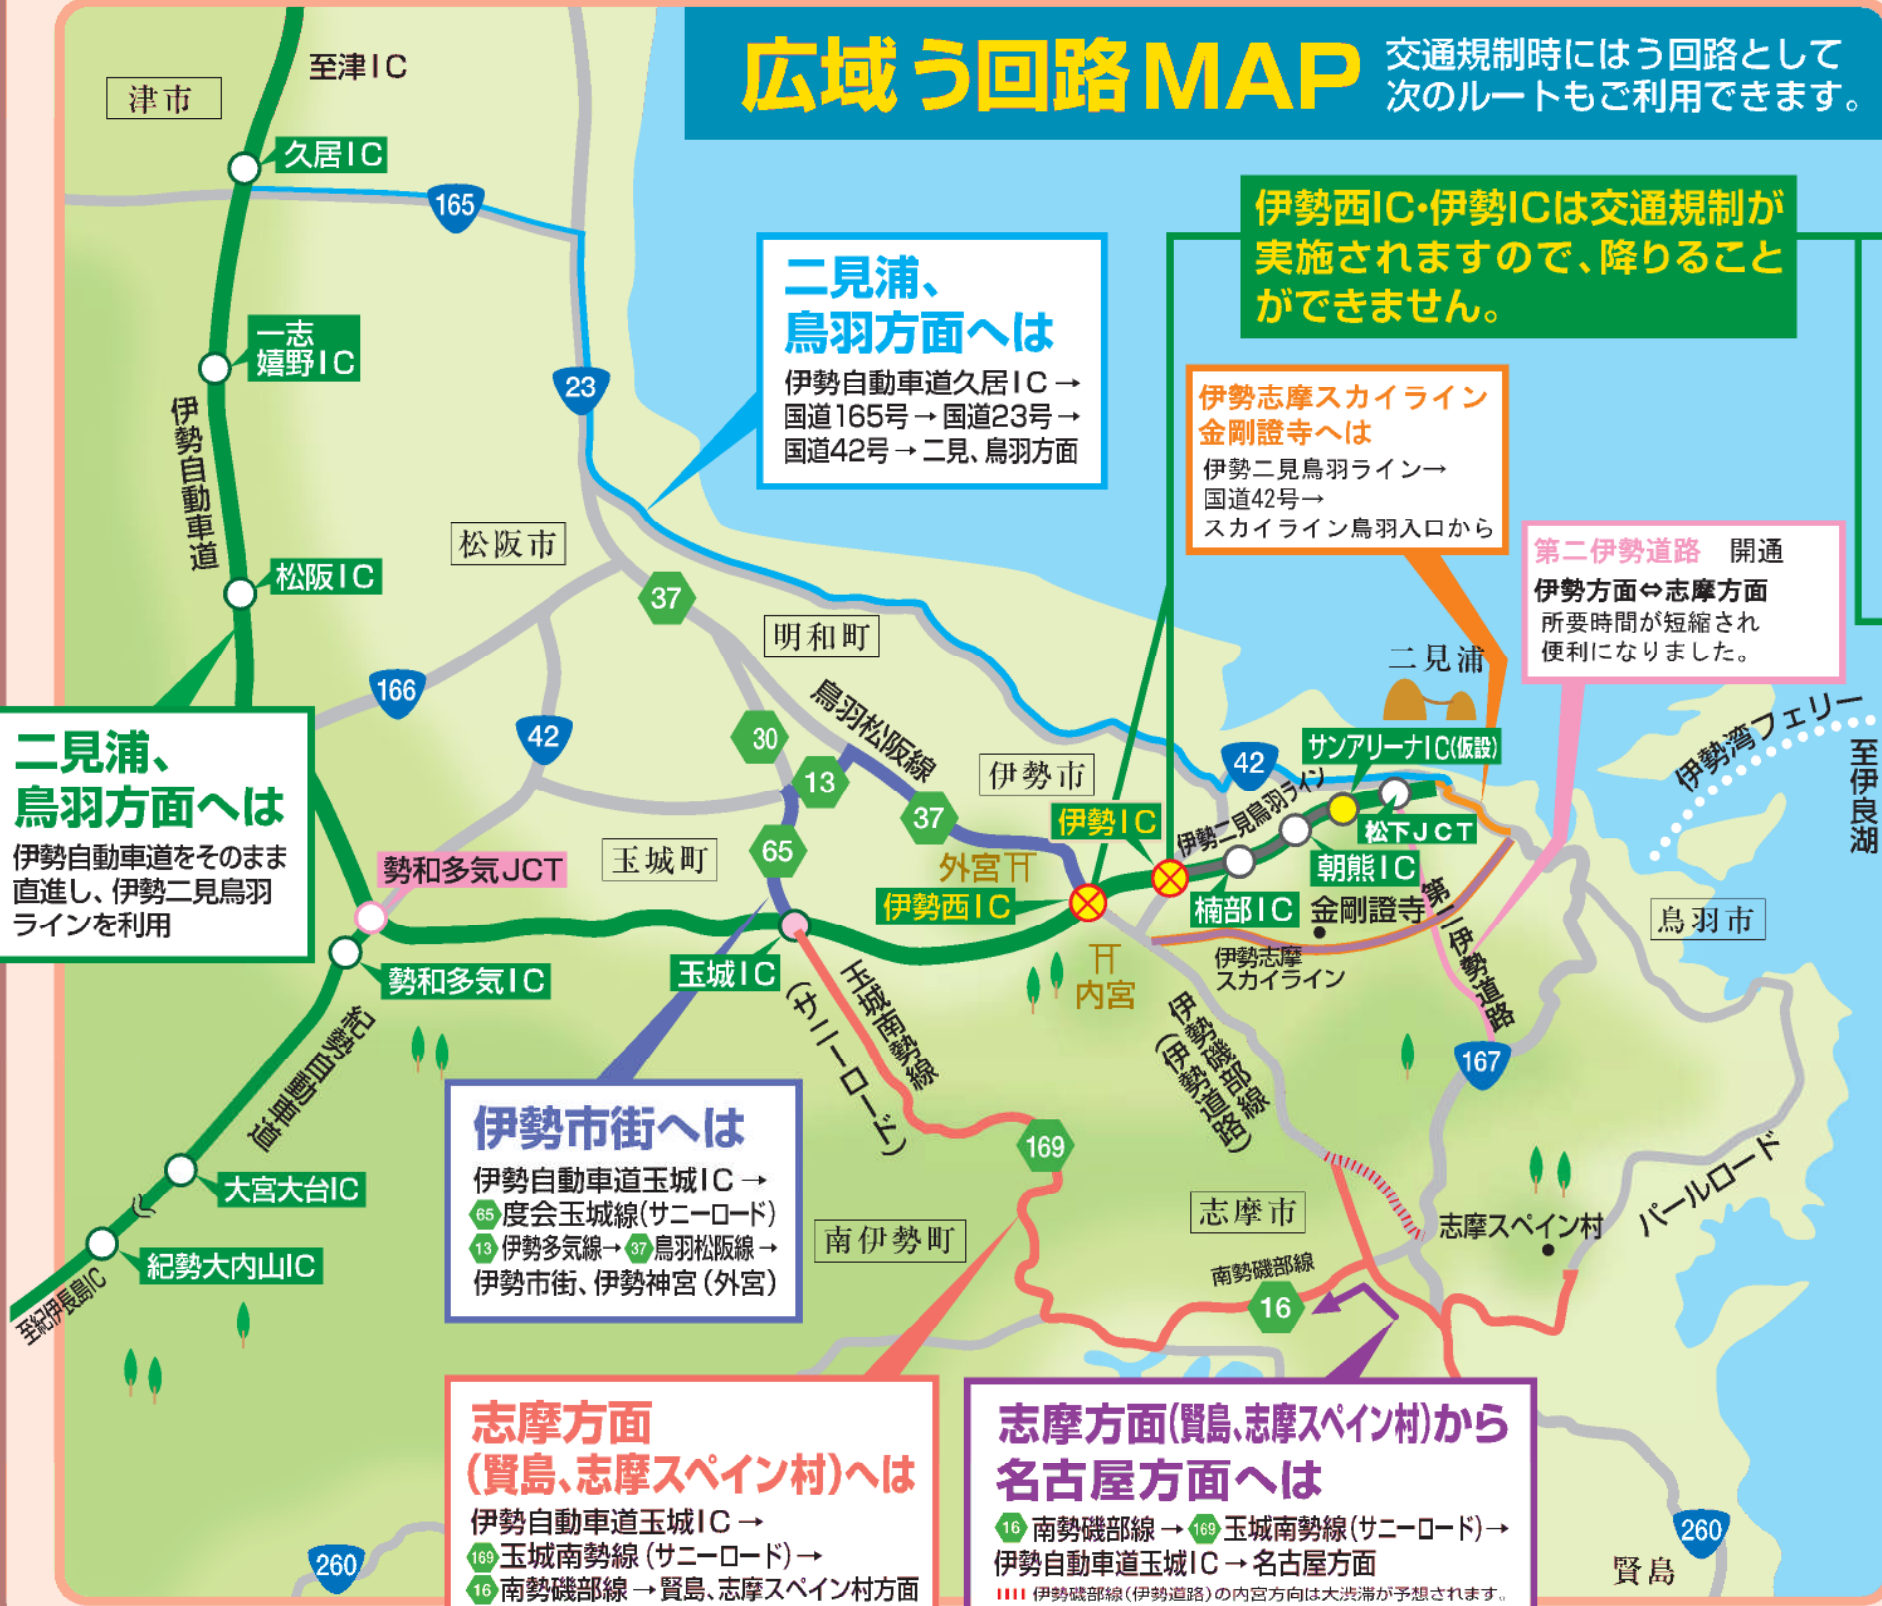 広域う回路MAP
交通規制時にはう回路として
次のルートもご利用できます。
至津IC
津市
久居IC
165
伊勢西IC・伊勢ICは交通規制が
実施されますので、降りること
ができません。
二見浦、
鳥羽方面へは
伊勢自動車道久居IC→
国道165号→国道23号→
国道42号→二見、鳥羽方面
一志
嬉野IC
23
伊勢自動車道
伊勢志摩スカイライン
金剛證寺へは
伊勢二見鳥羽ライン→
国道42号→
スカイライン鳥羽入口から
第二伊勢道路 開通
伊勢方面⇔志摩方面
所要時間が短縮され
便利になりました。
松阪市
松阪IC
37
明和町
二見浦
166
42
30
鳥羽松阪線
13
伊勢市
42
サンアリーナIC(仮設)
伊勢湾フェリー
至伊良湖
二見浦、
鳥羽方面へは
伊勢自動車道をそのまま
直進し、伊勢二見鳥羽
ラインを利用
勢和多気JCT
玉城町
65
37
伊勢IC
伊勢二見鳥羽ライン
松下JCT
朝熊IC
外宮
伊勢西IC
楠部IC
金剛證寺
第二伊勢道路
鳥羽市
勢和多気IC
玉城IC
内宮
伊勢志摩
スカイライン
玉城南勢線
(サニーロード)
伊勢磯部線
(伊勢道路)
167
紀勢自動車道
伊勢市街へは
伊勢自動車道玉城IC→
65度会玉城線(サニーロード)
13伊勢多気線→37鳥羽松阪線→
伊勢市街、伊勢神宮(外宮)
169
大宮大台IC
紀勢大内山IC
至紀伊長島IC
南伊勢町
志摩市
志摩スペイン村
パールロード
南勢磯部線
16
志摩方面
(賢島、志摩スペイン村)へは
伊勢自動車道玉城IC→
169玉城南勢線(サニーロード)→
16南勢磯部線→賢島、志摩スペイン村方面
志摩方面(賢島、志摩スペイン村)から
名古屋方面へは
16南勢磯部線→169玉城南勢線(サニーロード)→
伊勢自動車道玉城IC→名古屋方面
伊勢磯部線(伊勢道路)の内宮方向は大渋滞が予想されます。
260
260
賢島